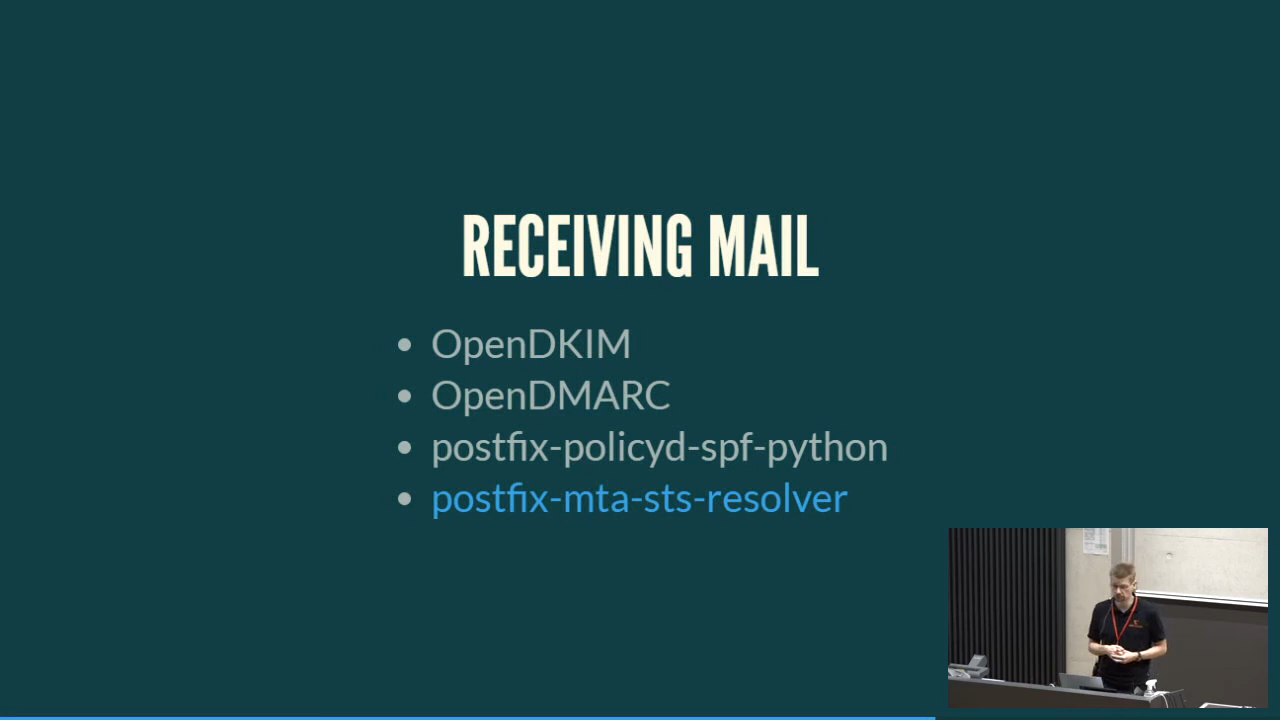 RECEIVING MAIL
OpenDKIM
OpenDMARC
postfix-policyd-spf-python
postfix-mta-sts-resolver